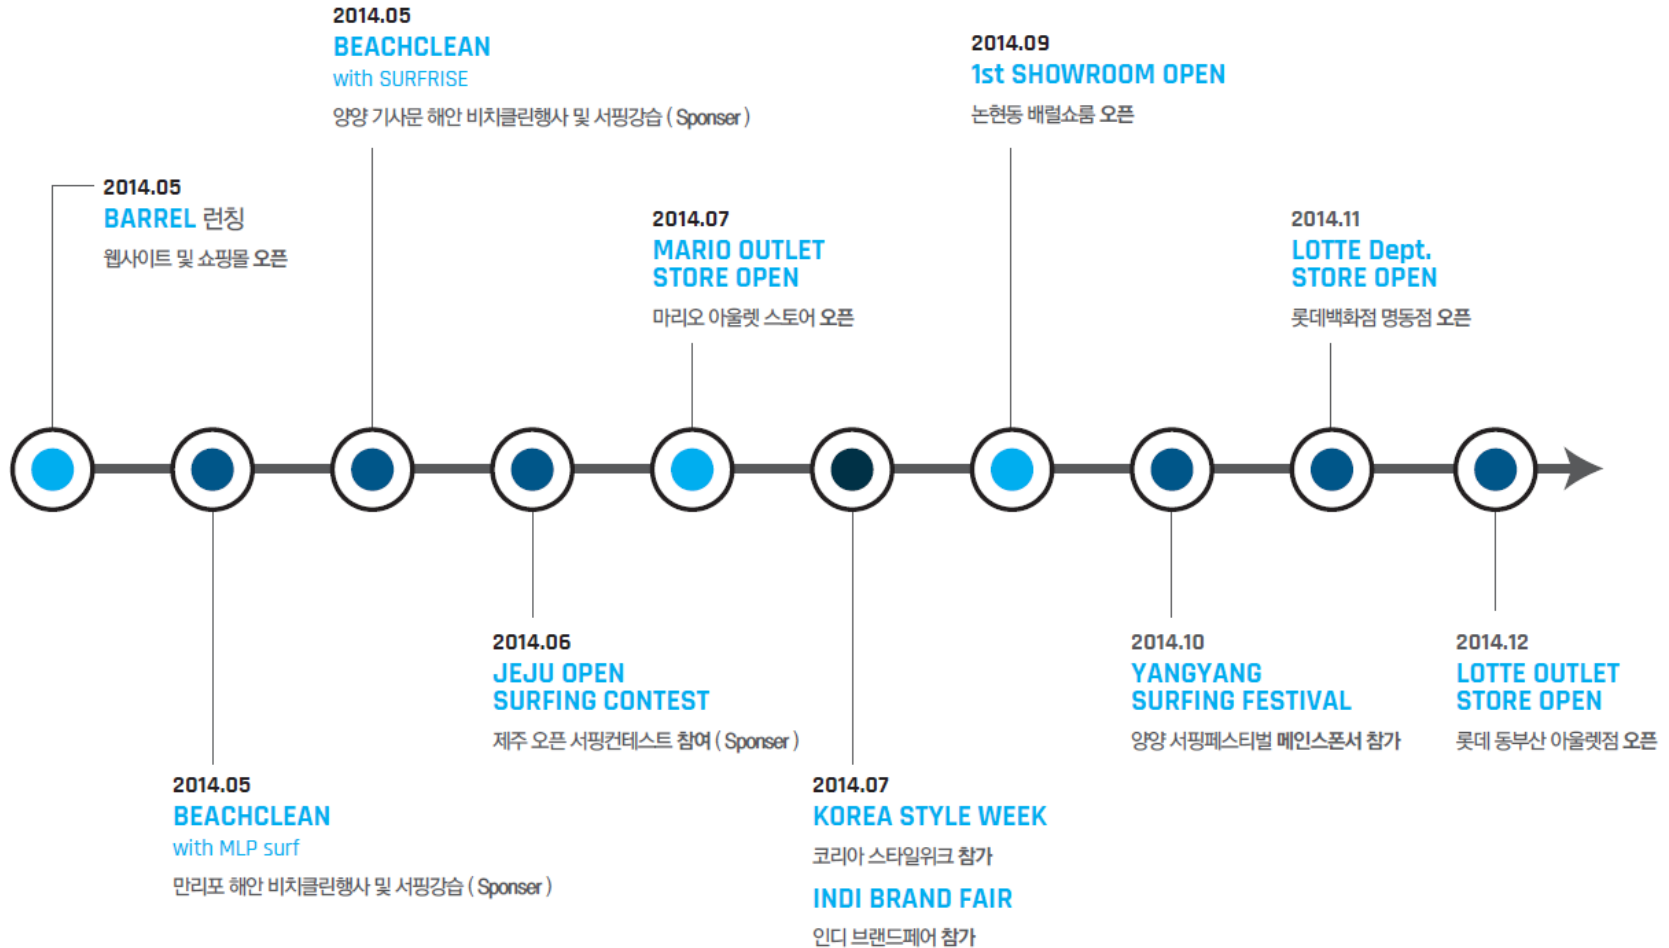 2014.05
BARREL 런칭
웹사이트 및 쇼핑몰 오픈
2014.05
BEACHCLEAN
with MLP surf
만리포 해안 비치클린행사 및 서핑강습 ( Sponser )
2014.05
BEACHCLEAN
with SURFRISE
양양 기사문 해안 비치클린행사 및 서핑강습 ( Sponser )
2014.06
JEJU OPEN
SURFING CONTEST
제주 오픈 서핑컨테스트 참여 ( Sponser )
2014.07
MARIO OUTLET
STORE OPEN
마리오 아울렛 스토어 오픈
2014.07
KOREA STYLE WEEK
코리아 스타일위크 참가
INDI BRAND FAIR
인디 브랜드페어 참가
2014.09
1st SHOWROOM OPEN
논현동 배럴쇼룸 오픈
2014.10
YANGYANG
SURFING FESTIVAL
양양 서핑페스티벌 메인스폰서 참가
2014.11
LOTTE Dept.
STORE OPEN
롯데백화점 명동점 오픈
2014.12
LOTTE OUTLET
STORE OPEN
롯데 동부산 아울렛점 오픈